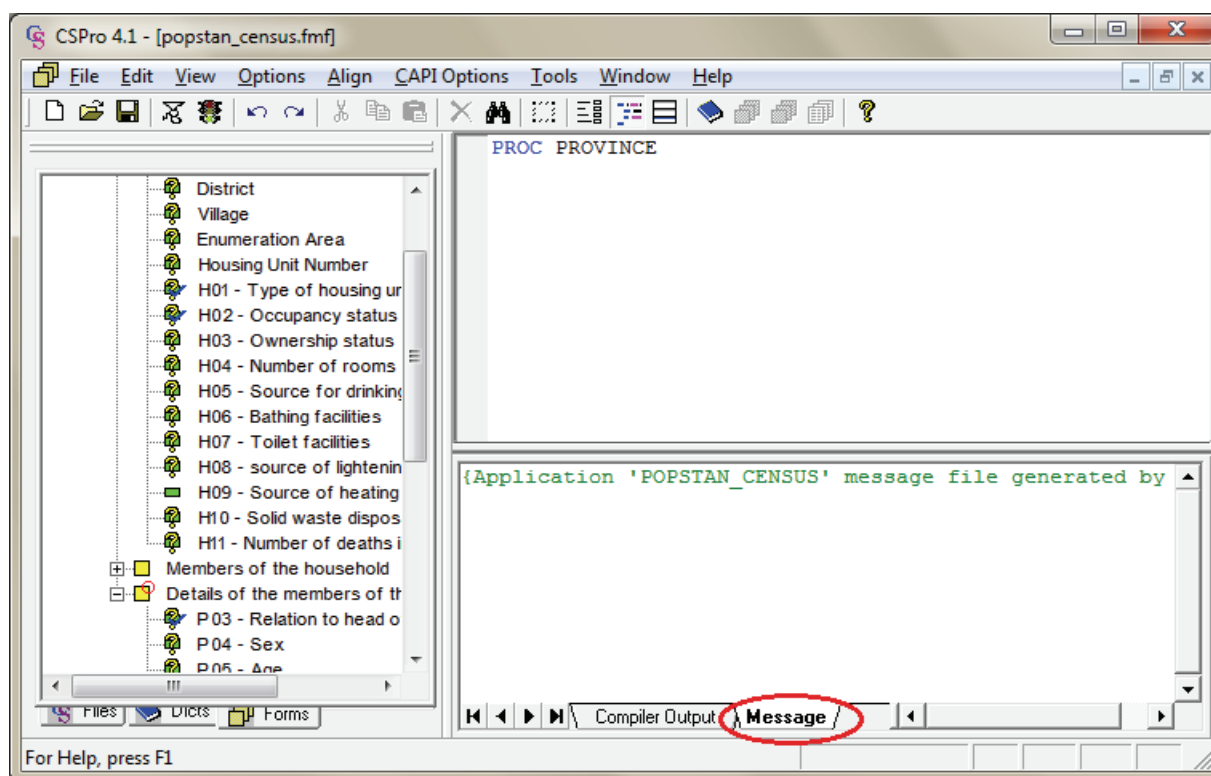 CSPro 4.1 - [popstan_census.fmf]
File Edit View Options Align CAPI Options Tools Window Help
PROC PROVINCE
District
Village
Enumeration Area
Housing Unit Number
H01 - Type of housing ur
H02 - Occupancy status
H03 - Ownership status
H04 - Number of rooms
H05 - Source for drinking
H06 - Bathing facilities
H07 - Toilet facilities
H08 - source of lightenin
H09 - Source of heating
H10 - Solid waste dispos
H11 - Number of deaths i
Members of the household
Details of the members of th
P03 - Relation to head o
P04 - Sex
P05 - Age
Files Dicts Forms
{Application 'POPSTAN_CENSUS' message file generated by
Compiler Output Message
For Help, press F1